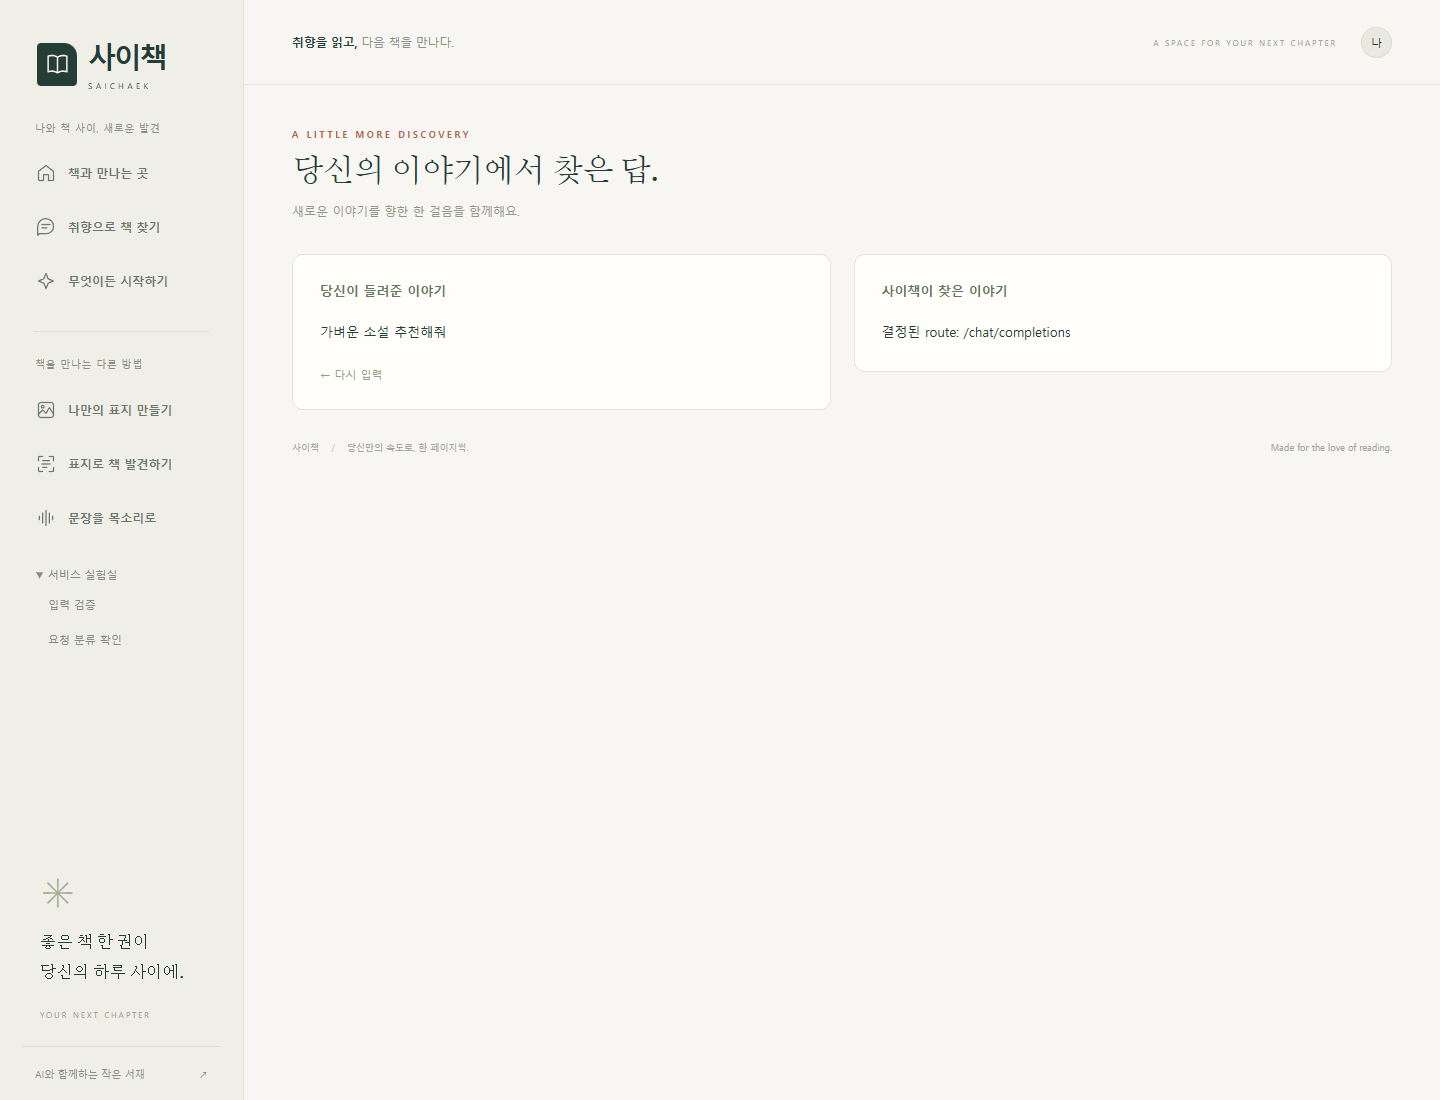 사이책
SAICHAEK
나와 책 사이, 새로운 발견
책과 만나는 곳
취향으로 책 찾기
무엇이든 시작하기
책을 만나는 다른 방법
나만의 표지 만들기
표지로 책 발견하기
문장을 목소리로
▼ 서비스 실험실
입력 검증
요청 분류 확인
좋은 책 한 권이
당신의 하루 사이에.
YOUR NEXT CHAPTER
AI와 함께하는 작은 서재 ↗
취향을 읽고, 다음 책을 만나다.
A SPACE FOR YOUR NEXT CHAPTER
나
A LITTLE MORE DISCOVERY
당신의 이야기에서 찾은 답.
새로운 이야기를 향한 한 걸음을 함께해요.
당신이 들려준 이야기
가벼운 소설 추천해줘
← 다시 입력
사이책이 찾은 이야기
결정된 route: /chat/completions
사이책 / 당신만의 속도로, 한 페이지씩.
Made for the love of reading.